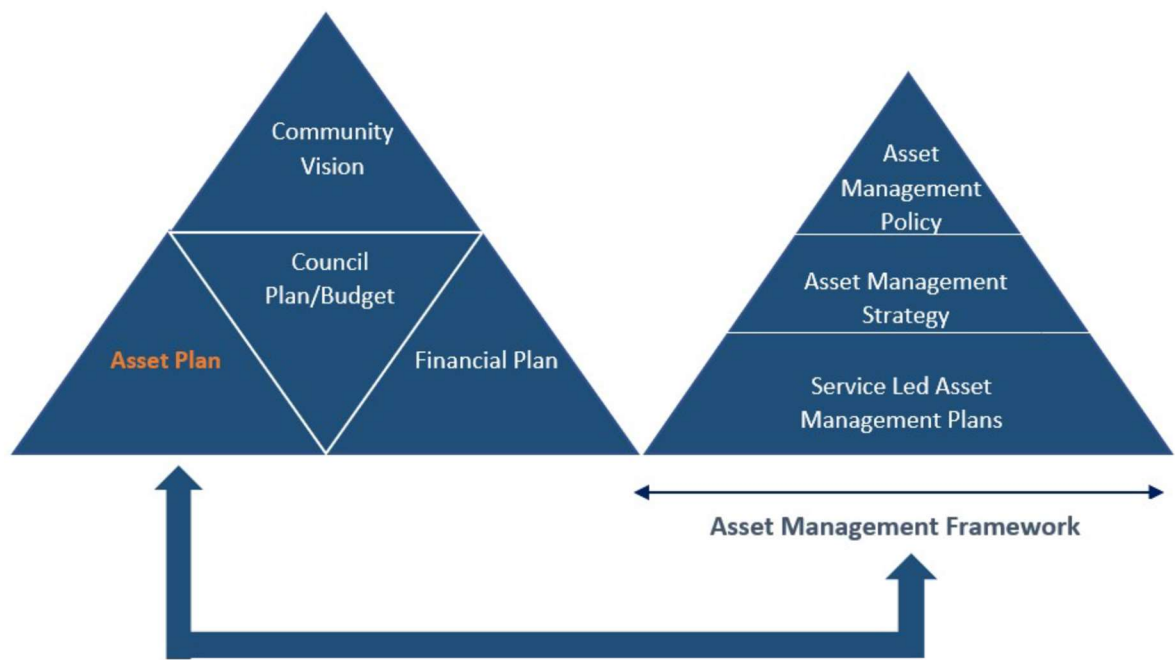 Community
Vision
Council
Plan/Budget
Asset Plan
Financial Plan
Asset
Management
Policy
Asset Management
Strategy
Service Led Asset
Management Plans
Asset Management Framework